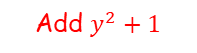 Add y² + 1